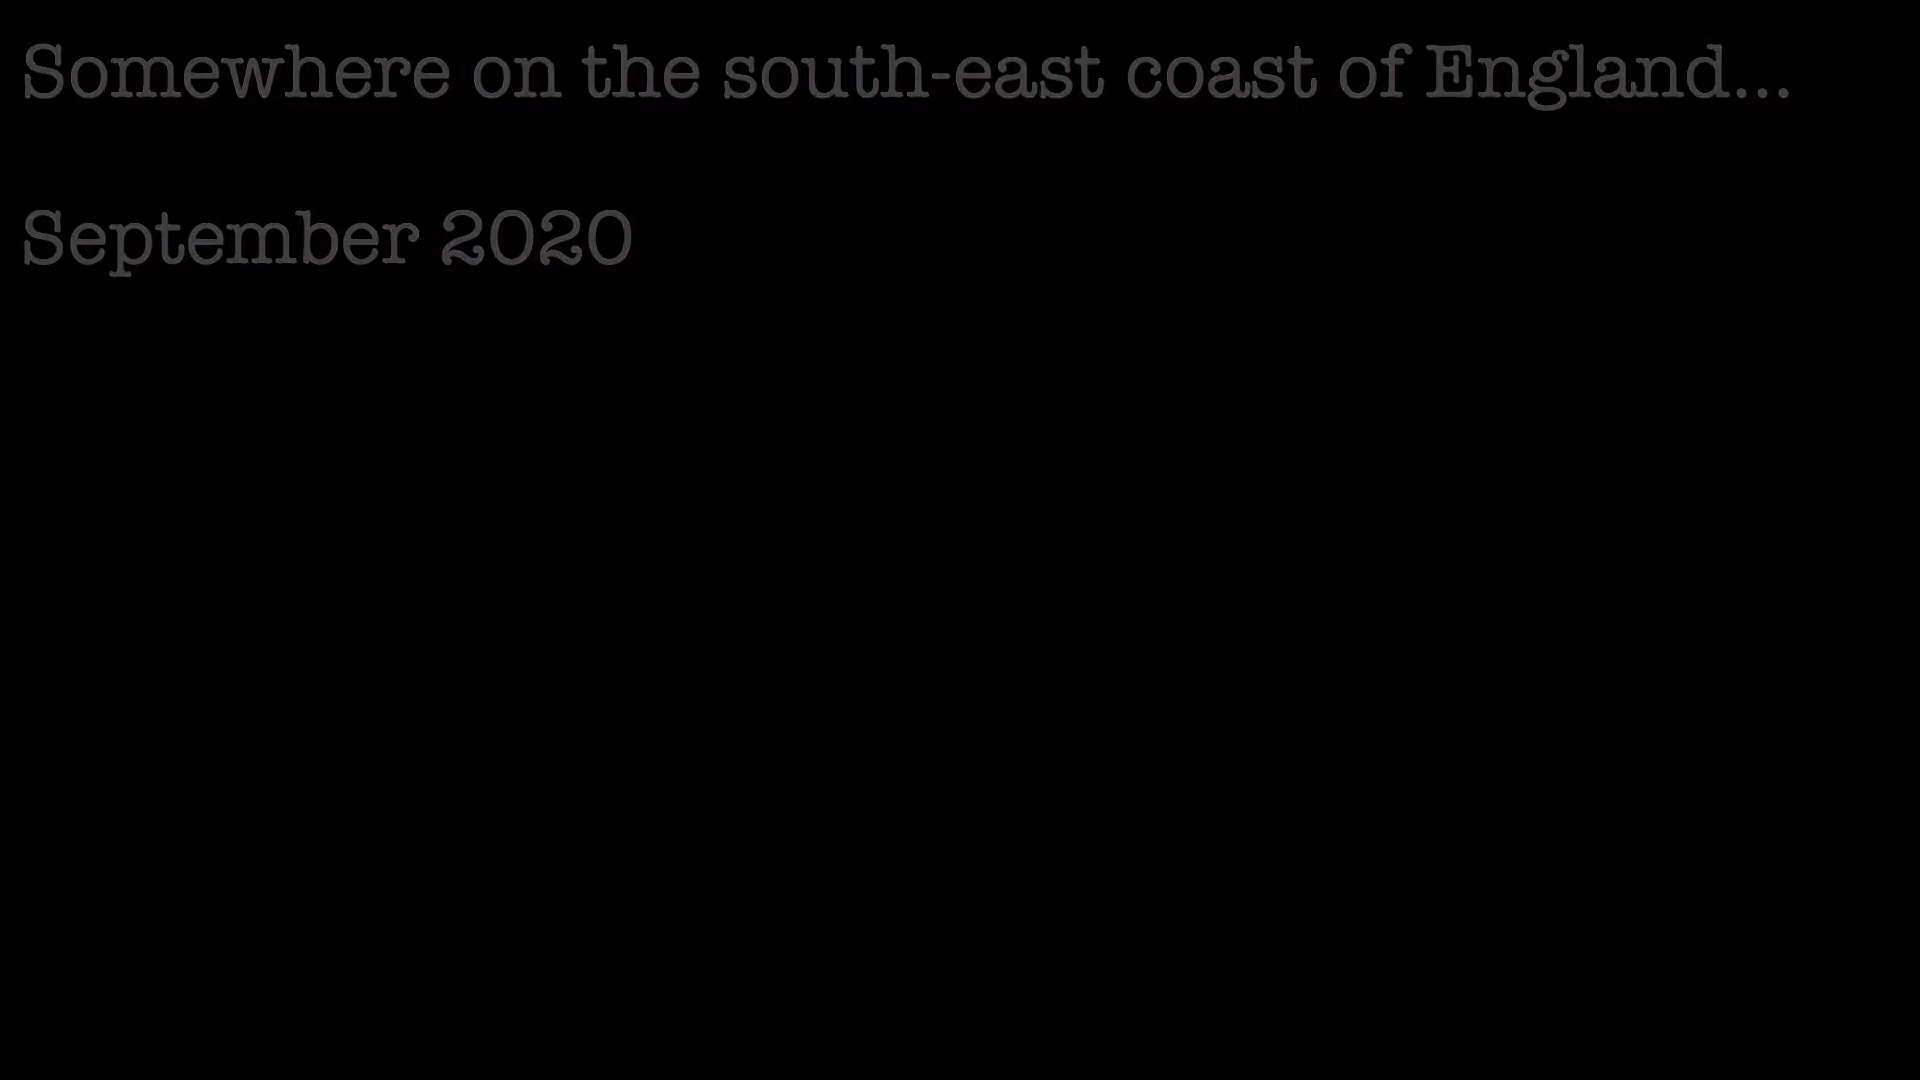 Somewhere on the south-east coast of England...
September 2020